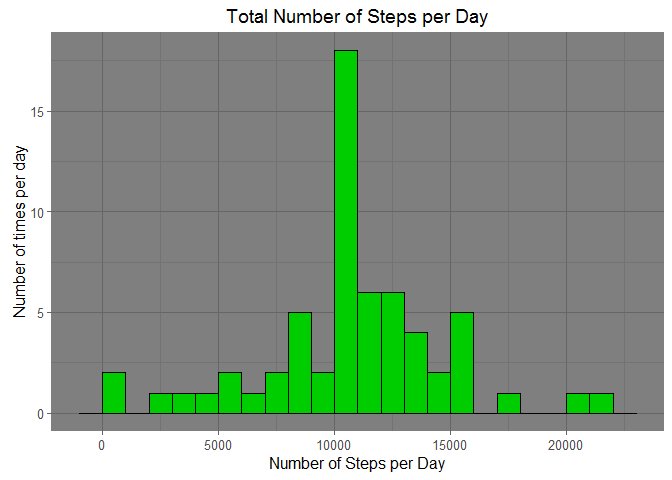 Total Number of Steps per Day
Number of times per day
15
10
5
0
0 5000 10000 15000 20000
Number of Steps per Day